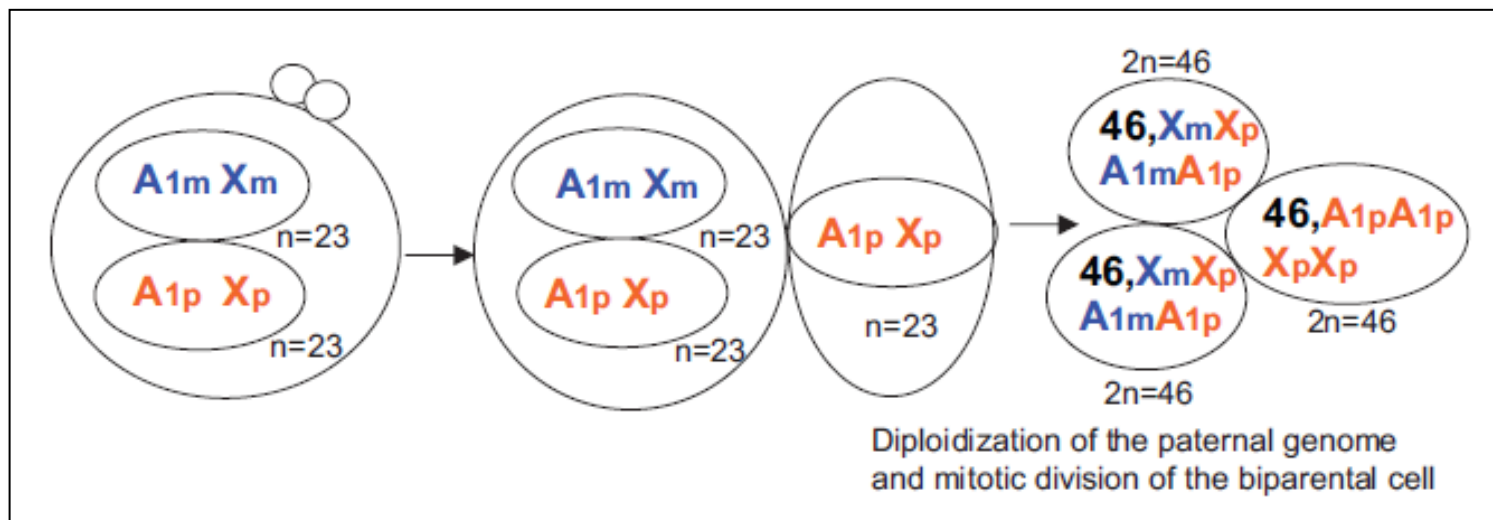 A1m Xm
n=23
A1p Xp
n=23
A1m Xm
n=23
A1p Xp
n=23
A1p Xp
n=23
2n=46
46,XmXp
A1mA1p
46,XmXp
A1mA1p
2n=46
46,A1pA1p
XpXp
2n=46
Diploidization of the paternal genome
and mitotic division of the biparental cell